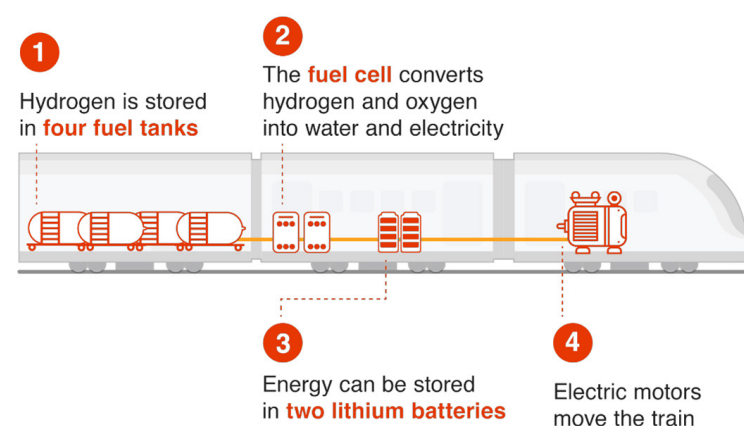 1
Hydrogen is stored
in four fuel tanks
2
The fuel cell converts
hydrogen and oxygen
into water and electricity
3
Energy can be stored
in two lithium batteries
4
Electric motors
move the train